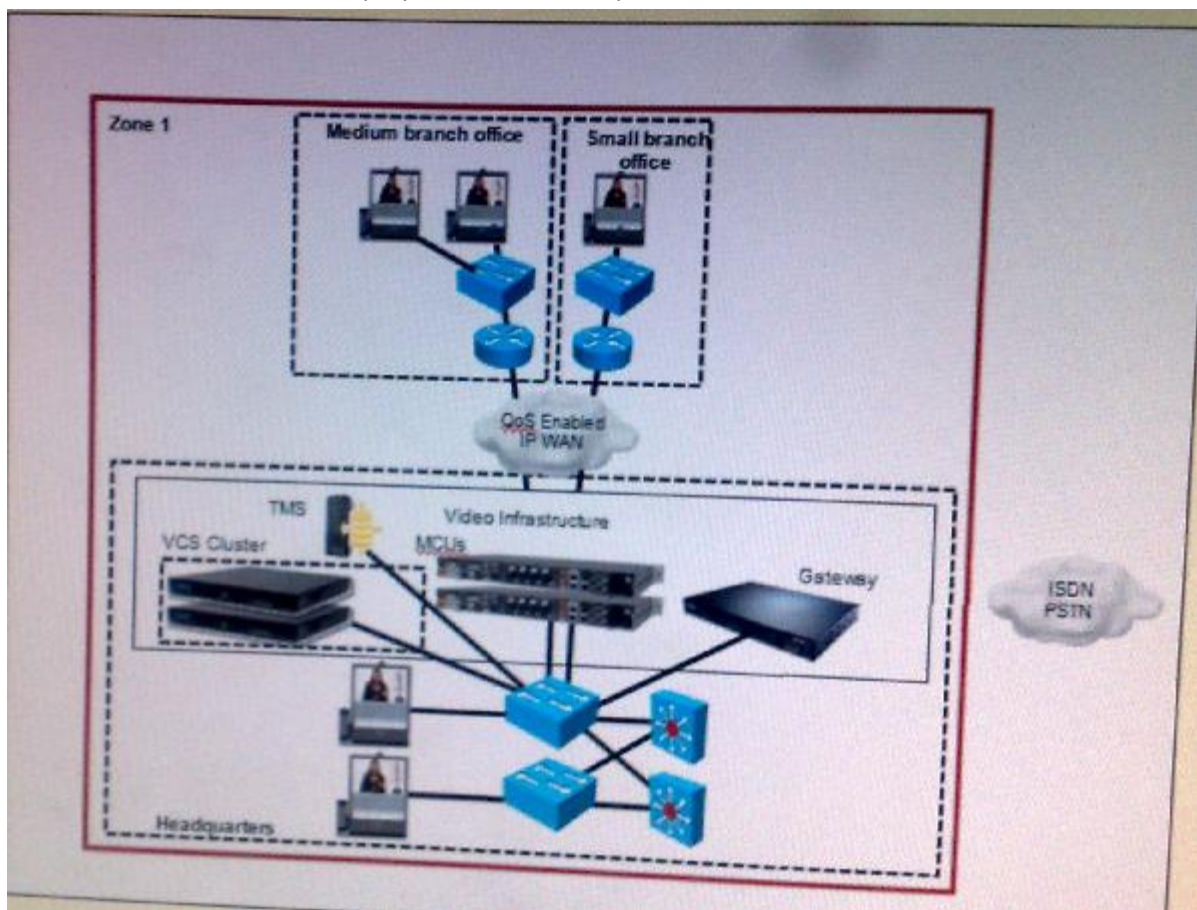 Zone 1
Medium branch office
Small branch
office
QoS Enabled
IP WAN
TMS
Video Infrastructure
VCS Cluster
MCUs
Gateway
ISDN
PSTN
Headquarters